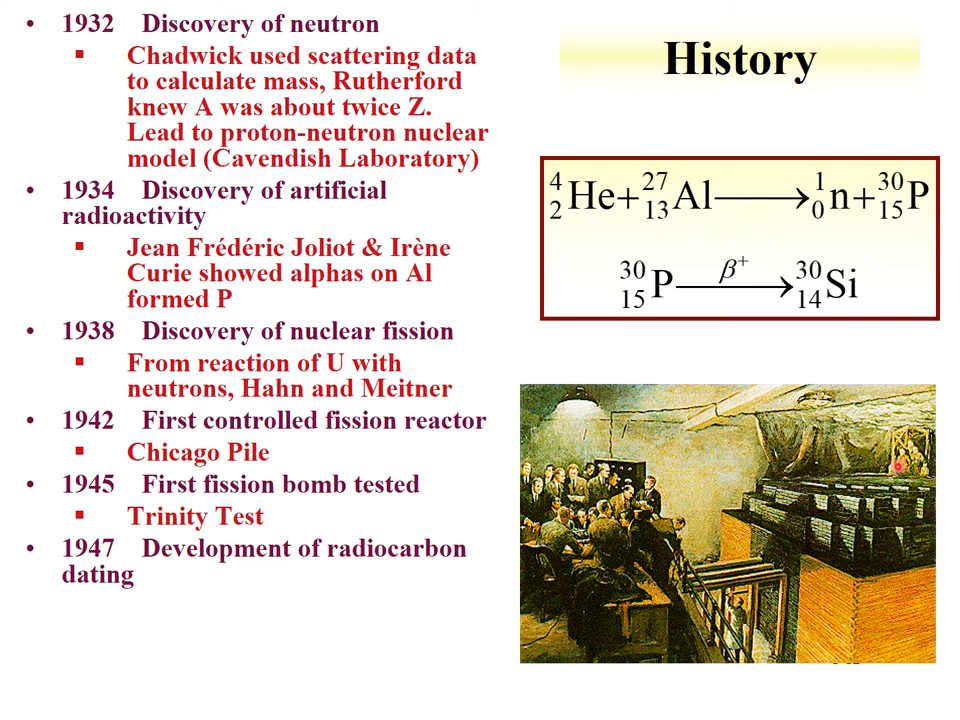 • 1932 Discovery of neutron
▪ Chadwick used scattering data
to calculate mass, Rutherford
knew A was about twice Z.
Lead to proton-neutron nuclear
model (Cavendish Laboratory)
• 1934 Discovery of artificial
radioactivity
▪ Jean Frédéric Joliot & Irène
Curie showed alphas on Al
formed P
• 1938 Discovery of nuclear fission
▪ From reaction of U with
neutrons, Hahn and Meitner
• 1942 First controlled fission reactor
▪ Chicago Pile
• 1945 First fission bomb tested
▪ Trinity Test
• 1947 Development of radiocarbon
dating
History
⁴₂He+²⁷₁₃Al⟶¹₀n+³⁰₁₅P
³⁰₁₅P —β⁺→ ³⁰₁₄Si